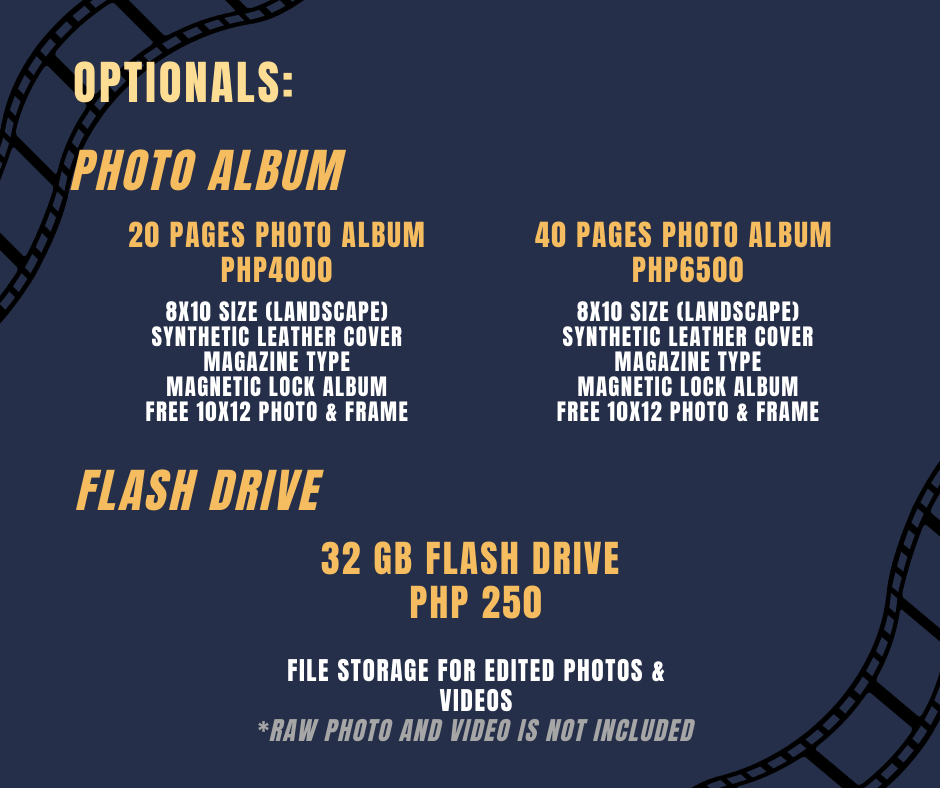 OPTIONALS:
PHOTO ALBUM
20 PAGES PHOTO ALBUM
PHP4000
8X10 SIZE (LANDSCAPE)
SYNTHETIC LEATHER COVER
MAGAZINE TYPE
MAGNETIC LOCK ALBUM
FREE 10X12 PHOTO & FRAME
40 PAGES PHOTO ALBUM
PHP6500
8X10 SIZE (LANDSCAPE)
SYNTHETIC LEATHER COVER
MAGAZINE TYPE
MAGNETIC LOCK ALBUM
FREE 10X12 PHOTO & FRAME
FLASH DRIVE
32 GB FLASH DRIVE
PHP 250
FILE STORAGE FOR EDITED PHOTOS &
VIDEOS
*RAW PHOTO AND VIDEO IS NOT INCLUDED